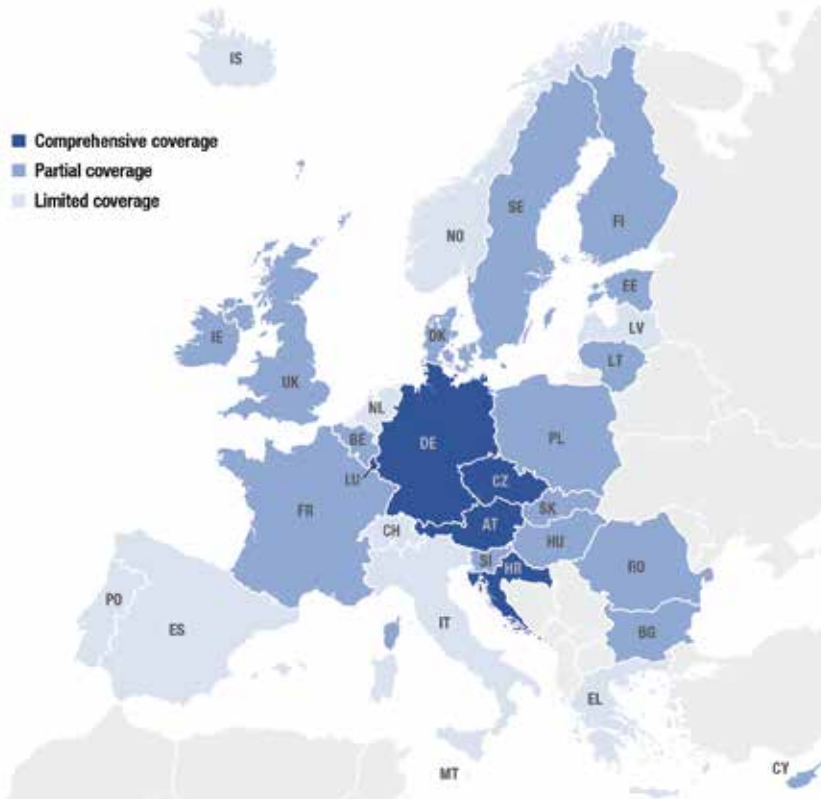 IS
Comprehensive coverage
Partial coverage
Limited coverage
SE
FI
NO
EE
IE
DK
LV
LT
UK
NL
BE
DE
PL
LU
CZ
FR
SK
AT
CH
HU
SI
HR
RO
PO
ES
IT
BG
EL
MT
CY